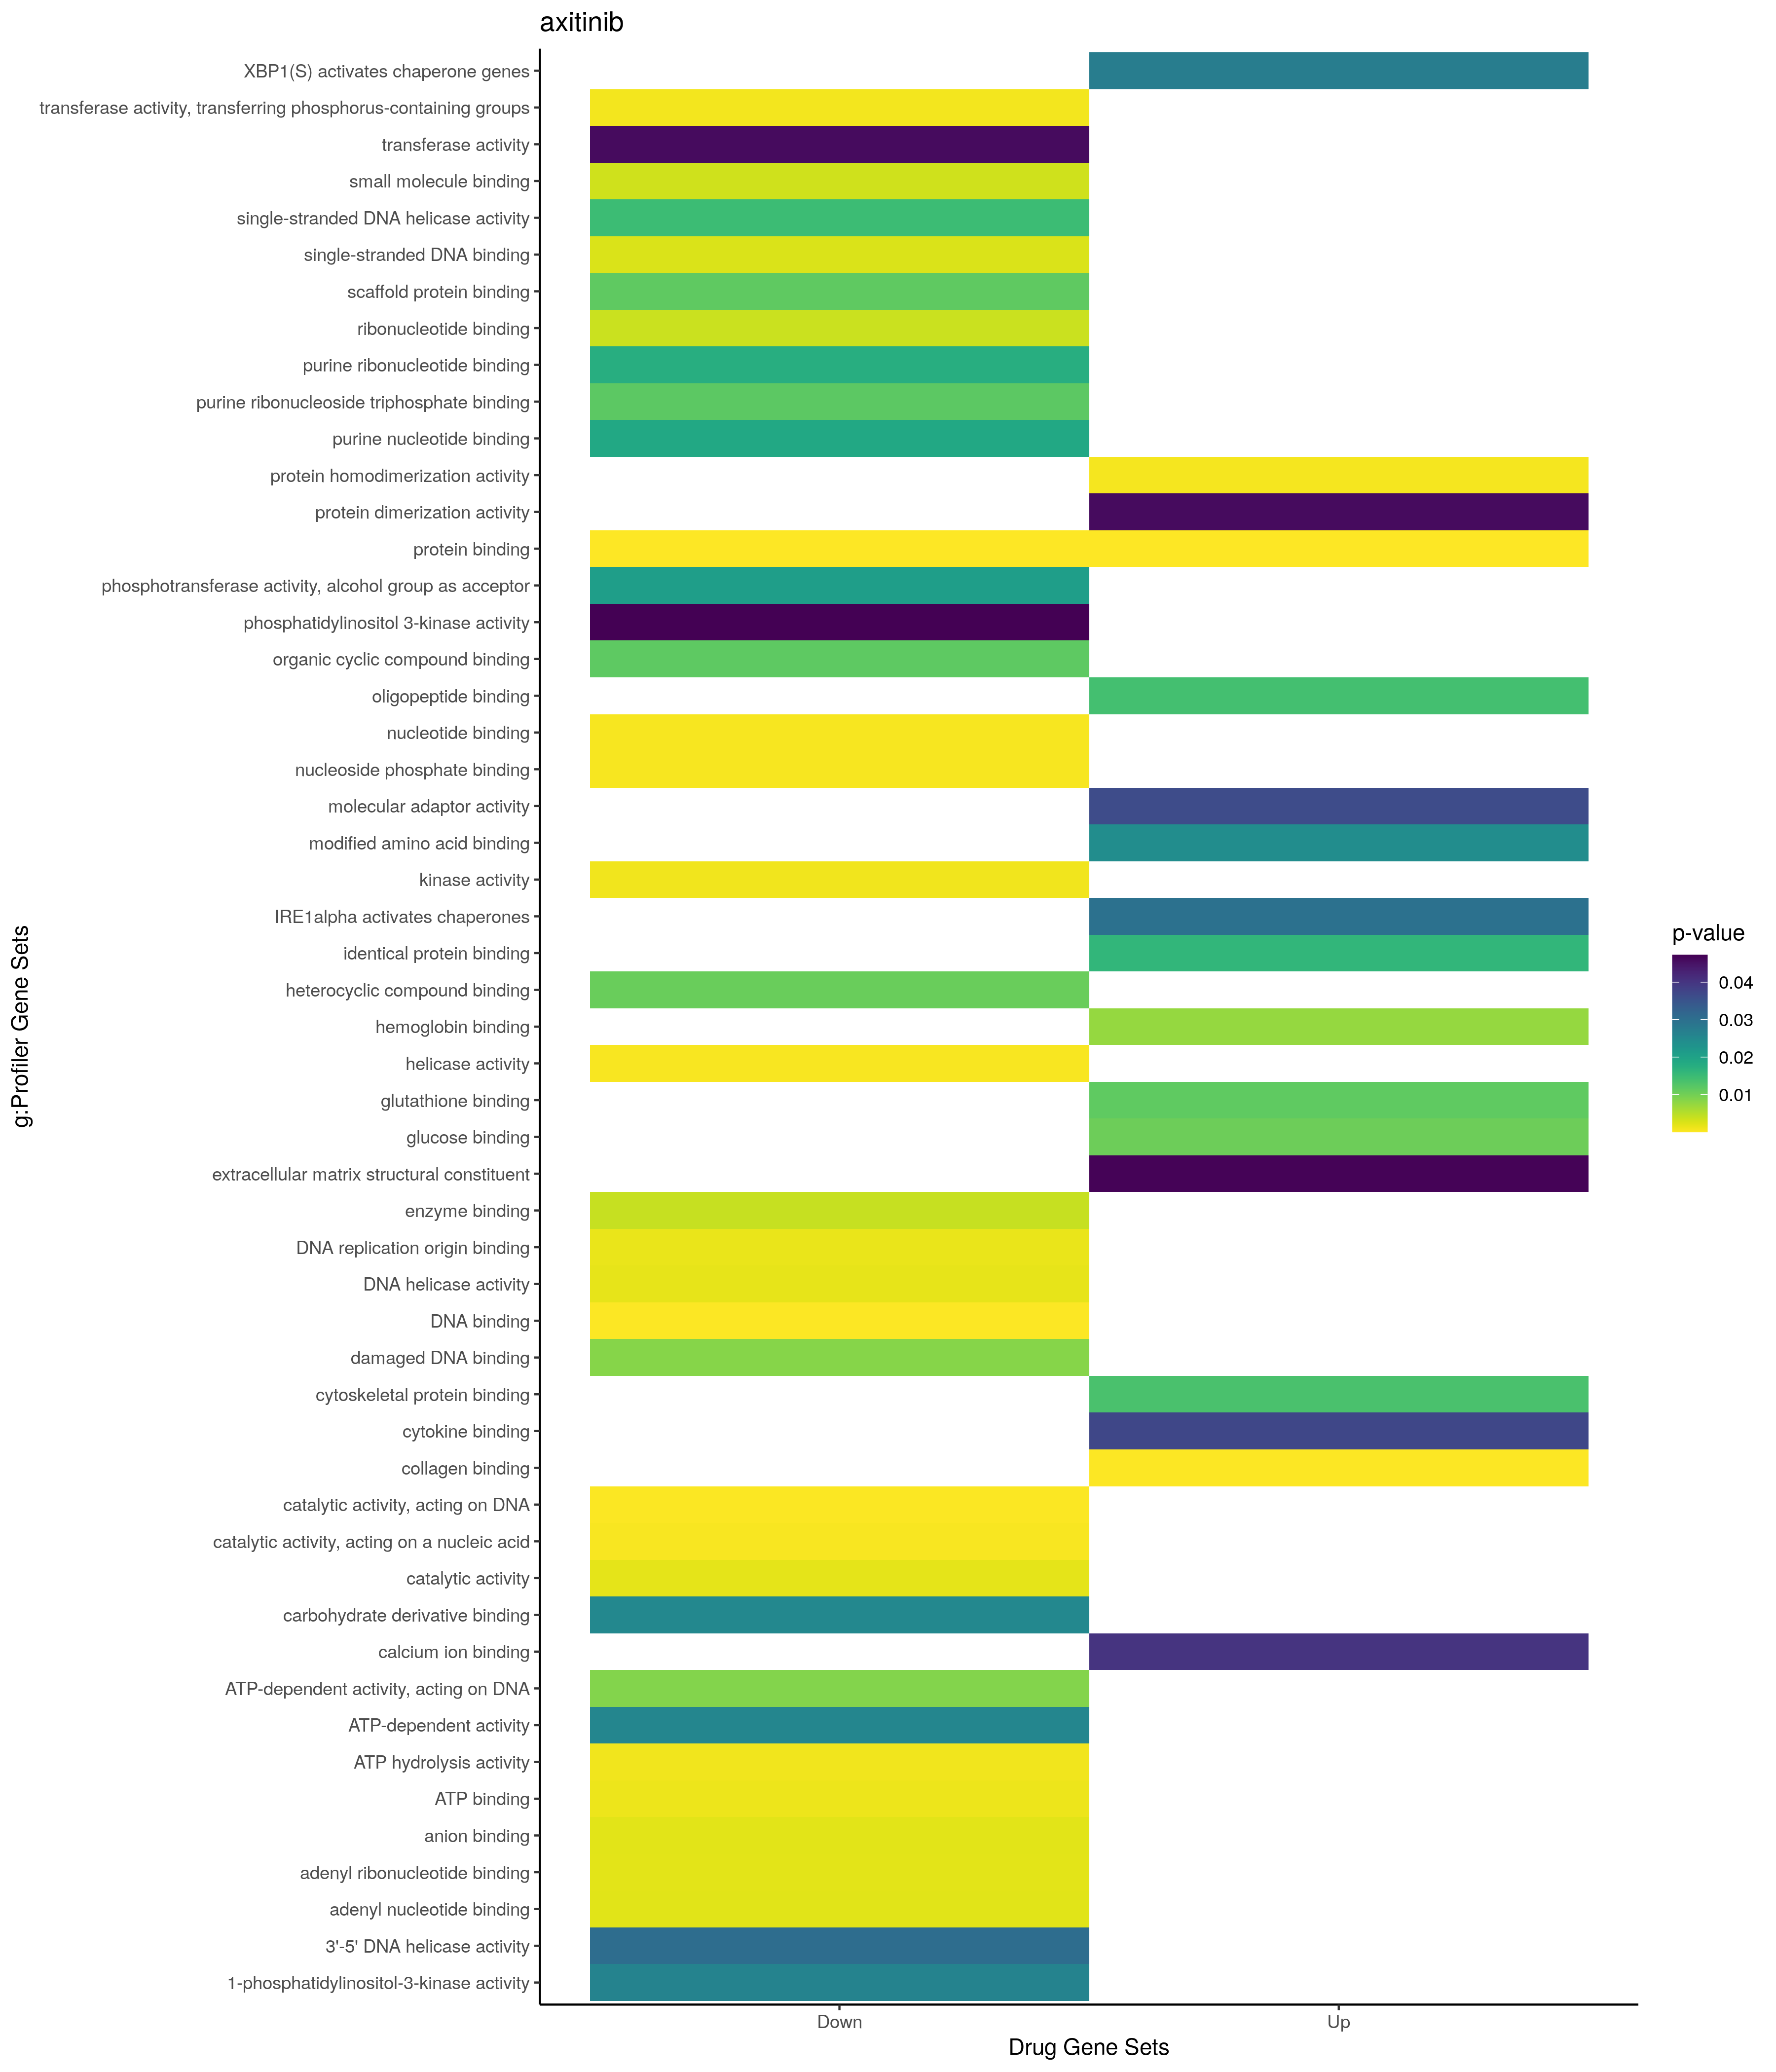 axitinib
XBP1(S) activates chaperone genes
transferase activity, transferring phosphorus-containing groups
transferase activity
small molecule binding
single-stranded DNA helicase activity
single-stranded DNA binding
scaffold protein binding
ribonucleotide binding
purine ribonucleotide binding
purine ribonucleoside triphosphate binding
purine nucleotide binding
protein homodimerization activity
protein dimerization activity
protein binding
phosphotransferase activity, alcohol group as acceptor
phosphatidylinositol 3-kinase activity
organic cyclic compound binding
oligopeptide binding
nucleotide binding
nucleoside phosphate binding
molecular adaptor activity
modified amino acid binding
kinase activity
IRE1alpha activates chaperones
identical protein binding
heterocyclic compound binding
hemoglobin binding
helicase activity
glutathione binding
glucose binding
extracellular matrix structural constituent
enzyme binding
DNA replication origin binding
DNA helicase activity
DNA binding
damaged DNA binding
cytoskeletal protein binding
cytokine binding
collagen binding
catalytic activity, acting on DNA
catalytic activity, acting on a nucleic acid
catalytic activity
carbohydrate derivative binding
calcium ion binding
ATP-dependent activity, acting on DNA
ATP-dependent activity
ATP hydrolysis activity
ATP binding
anion binding
adenyl ribonucleotide binding
adenyl nucleotide binding
3'-5' DNA helicase activity
1-phosphatidylinositol-3-kinase activity
g:Profiler Gene Sets
Down
Up
Drug Gene Sets
p-value
0.04
0.03
0.02
0.01